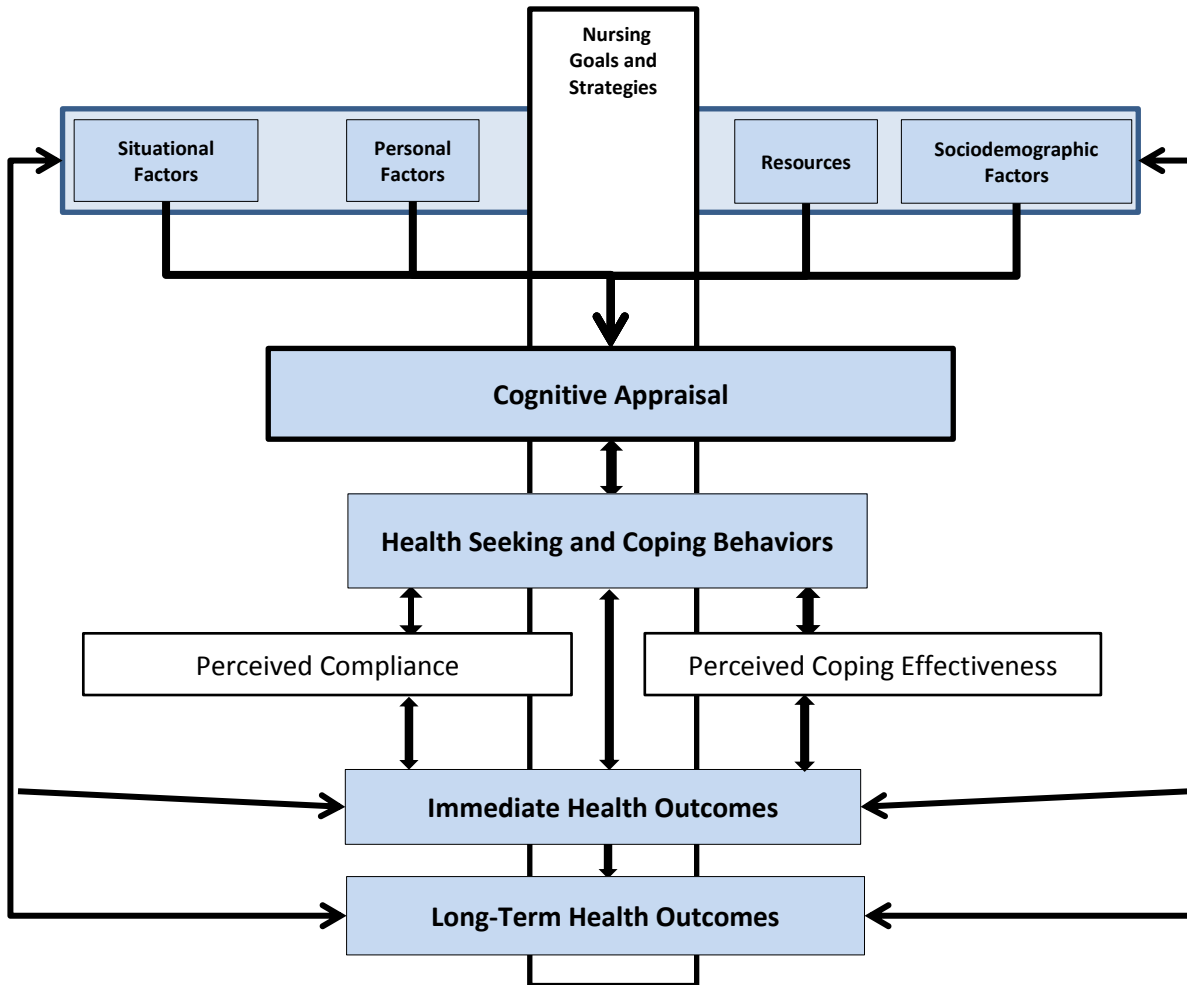 Nursing
Goals and
Strategies
Situational
Factors
Personal
Factors
Resources
Sociodemographic
Factors
Cognitive Appraisal
Health Seeking and Coping Behaviors
Perceived Compliance
Perceived Coping Effectiveness
Immediate Health Outcomes
Long-Term Health Outcomes